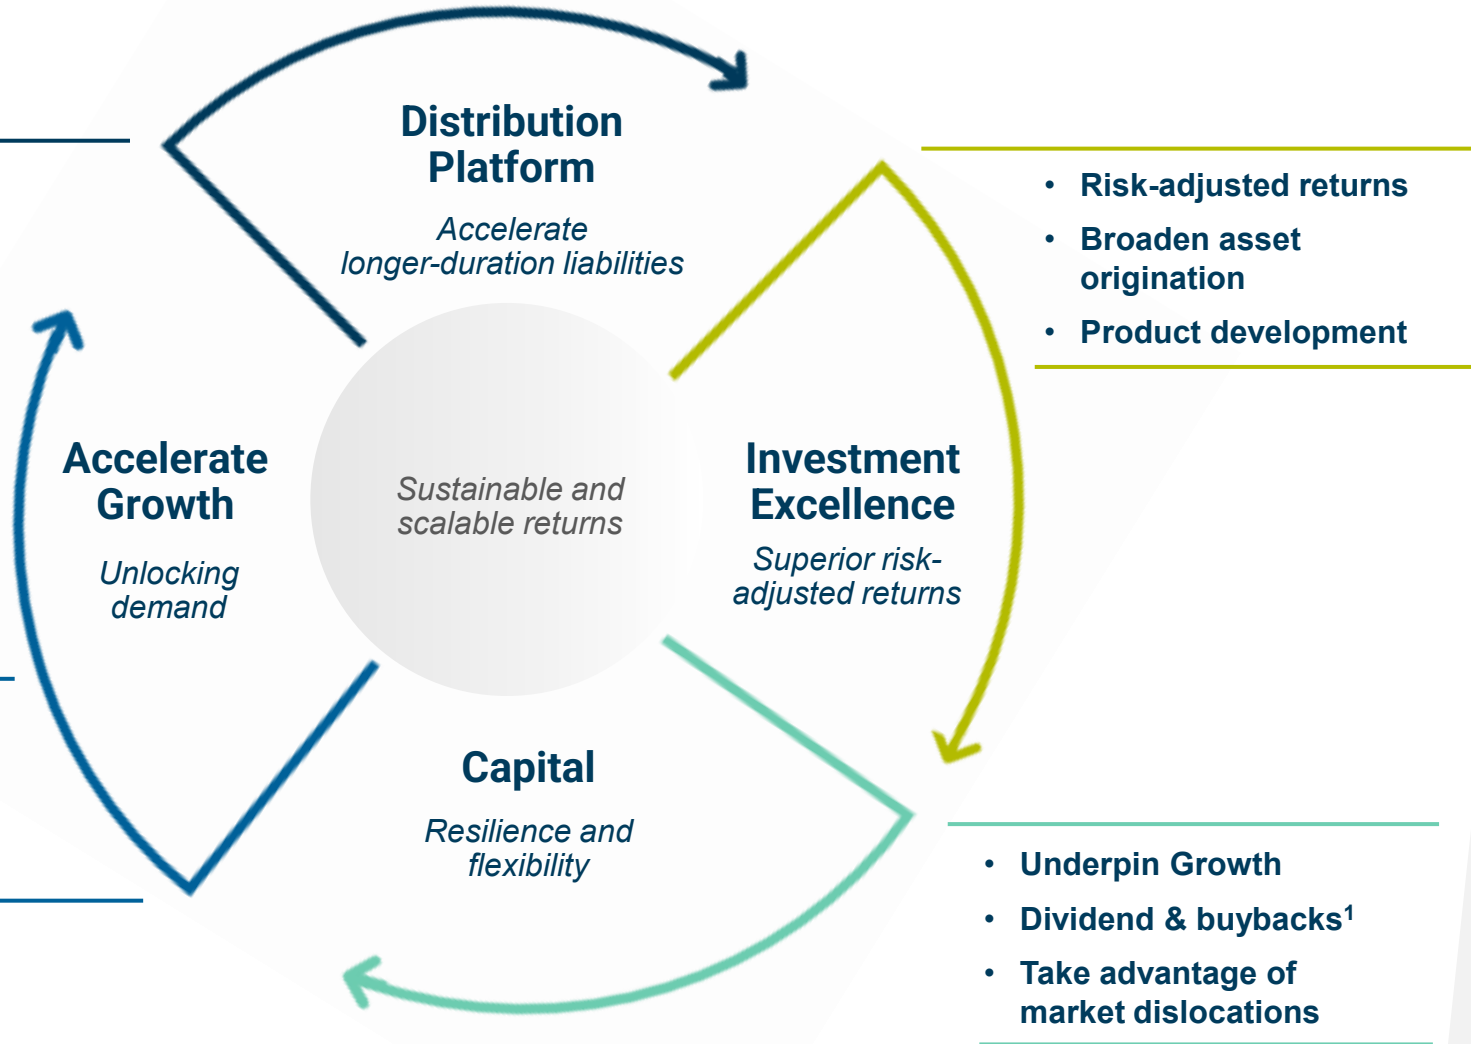 Distribution
Platform
Accelerate
longer-duration liabilities
• Risk-adjusted returns
• Broaden asset
origination
• Product development
Accelerate
Growth
Unlocking
demand
Sustainable and
scalable returns
Investment
Excellence
Superior risk-
adjusted returns
Capital
Resilience and
flexibility
• Underpin Growth
• Dividend & buybacks¹
• Take advantage of
market dislocations